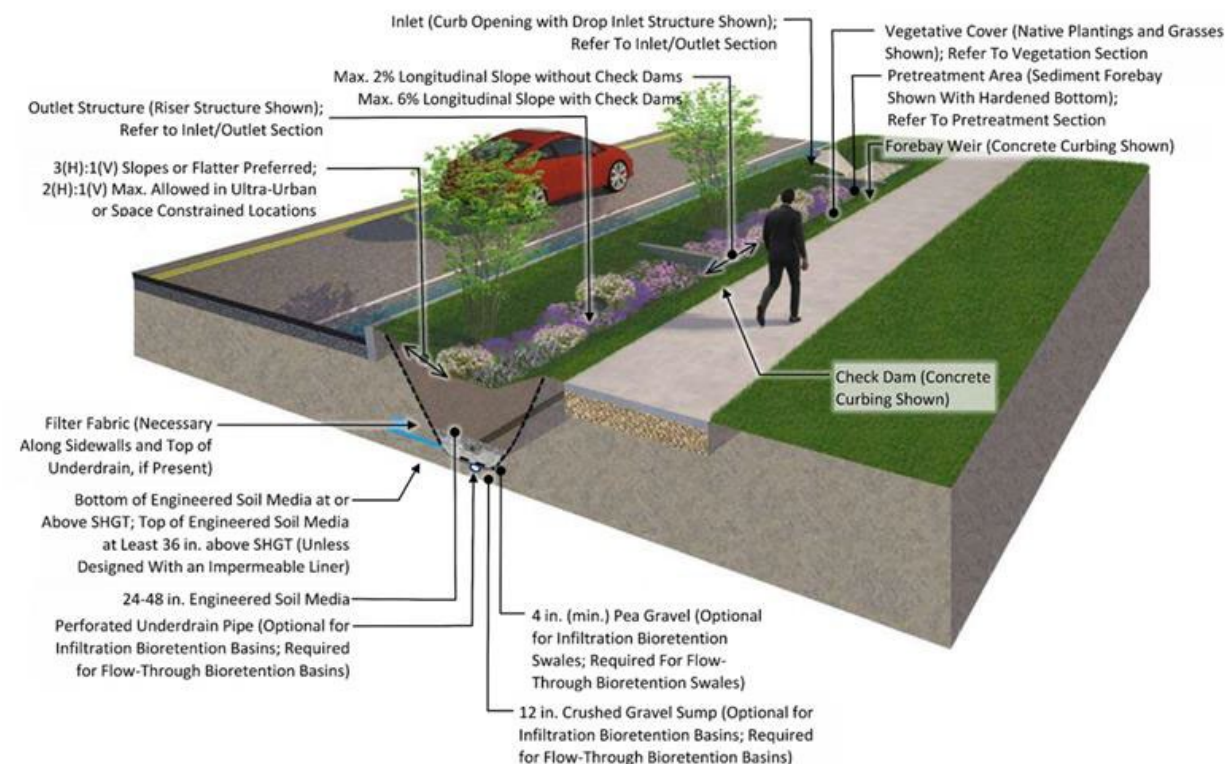 Inlet (Curb Opening with Drop Inlet Structure Shown);
Refer To Inlet/Outlet Section
Vegetative Cover (Native Plantings and Grasses
Shown); Refer To Vegetation Section
Max. 2% Longitudinal Slope without Check Dams
Max. 6% Longitudinal Slope with Check Dams
Pretreatment Area (Sediment Forebay
Shown With Hardened Bottom);
Refer To Pretreatment Section
Outlet Structure (Riser Structure Shown);
Refer to Inlet/Outlet Section
Forebay Weir (Concrete Curbing Shown)
3(H):1(V) Slopes or Flatter Preferred;
2(H):1(V) Max. Allowed in Ultra-Urban
or Space Constrained Locations
Check Dam (Concrete
Curbing Shown)
Filter Fabric (Necessary
Along Sidewalls and Top of
Underdrain, if Present)
Bottom of Engineered Soil Media at or
Above SHGT; Top of Engineered Soil Media
at Least 36 in. above SHGT (Unless
Designed With an Impermeable Liner)
24-48 in. Engineered Soil Media
Perforated Underdrain Pipe (Optional for
Infiltration Bioretention Basins; Required
for Flow-Through Bioretention Basins)
4 in. (min.) Pea Gravel (Optional
for Infiltration Bioretention
Swales; Required For Flow-
Through Bioretention Swales)
12 in. Crushed Gravel Sump (Optional for
Infiltration Bioretention Basins; Required
for Flow-Through Bioretention Basins)